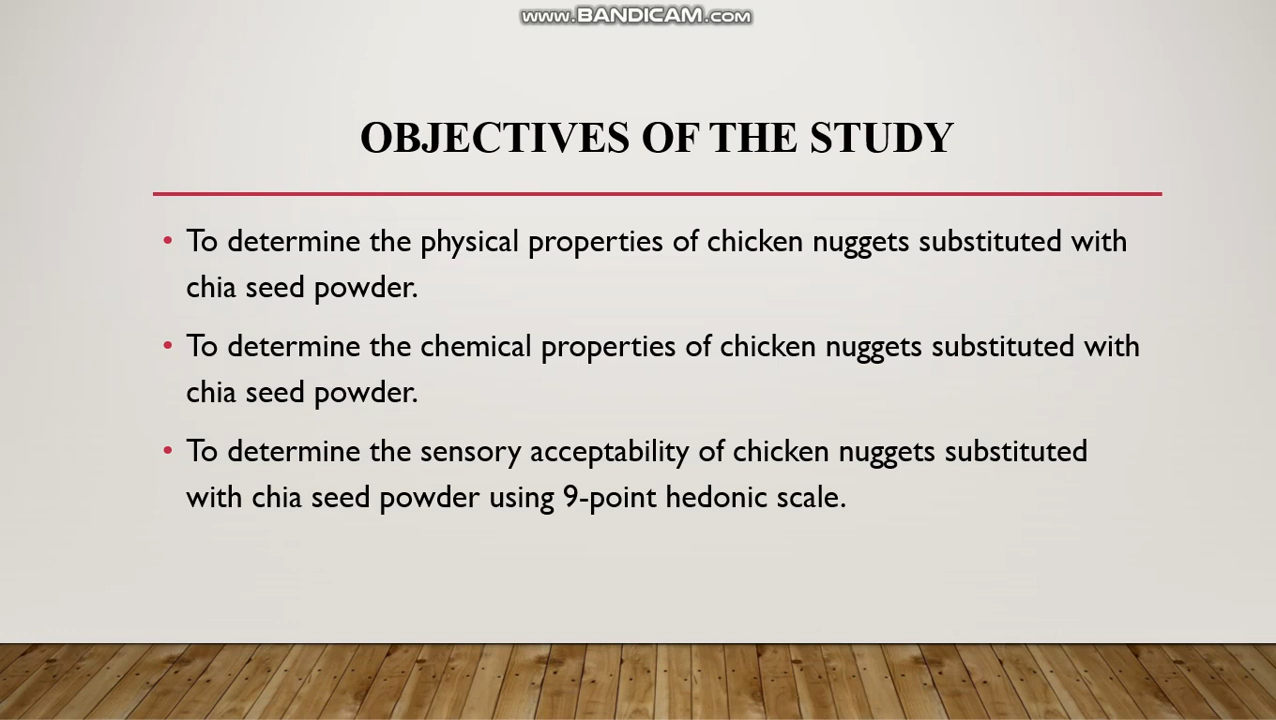 www.BANDICAM.com
OBJECTIVES OF THE STUDY
• To determine the physical properties of chicken nuggets substituted with
chia seed powder.
• To determine the chemical properties of chicken nuggets substituted with
chia seed powder.
• To determine the sensory acceptability of chicken nuggets substituted
with chia seed powder using 9-point hedonic scale.